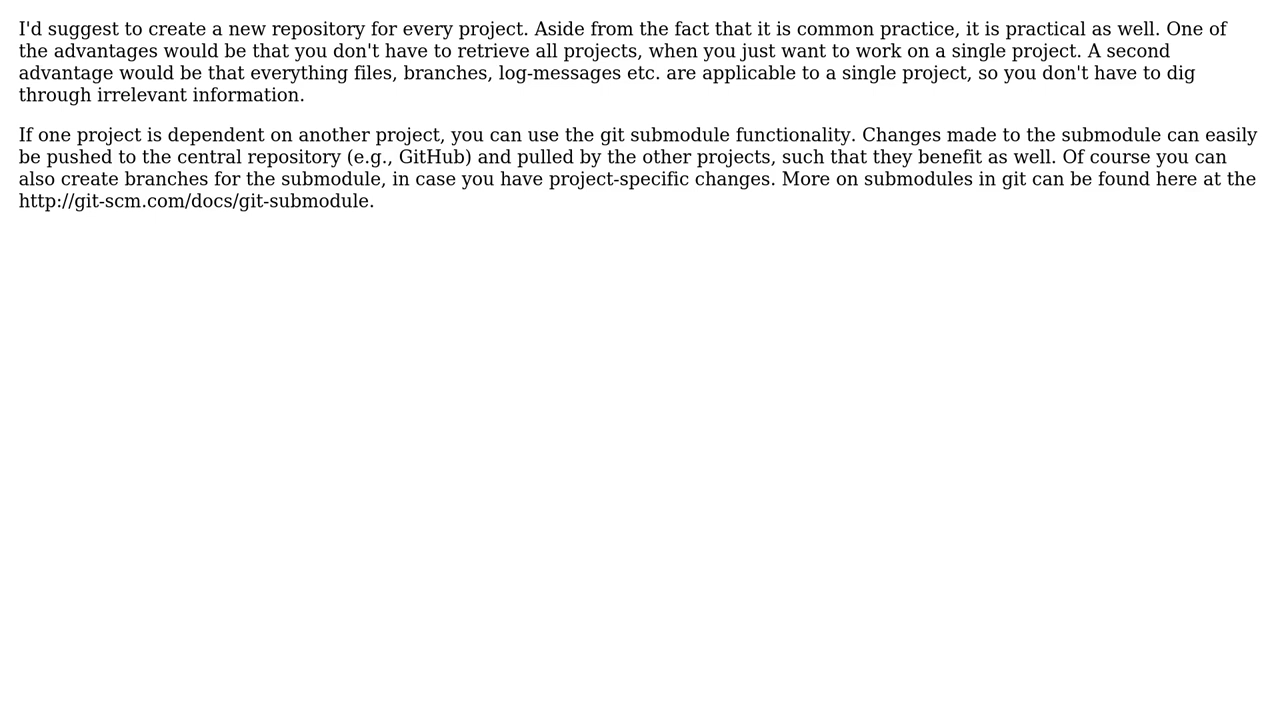 I'd suggest to create a new repository for every project. Aside from the fact that it is common practice, it is practical as well. One of
the advantages would be that you don't have to retrieve all projects, when you just want to work on a single project. A second
advantage would be that everything files, branches, log-messages etc. are applicable to a single project, so you don't have to dig
through irrelevant information.
If one project is dependent on another project, you can use the git submodule functionality. Changes made to the submodule can easily
be pushed to the central repository (e.g., GitHub) and pulled by the other projects, such that they benefit as well. Of course you can
also create branches for the submodule, in case you have project-specific changes. More on submodules in git can be found here at the
http://git-scm.com/docs/git-submodule.